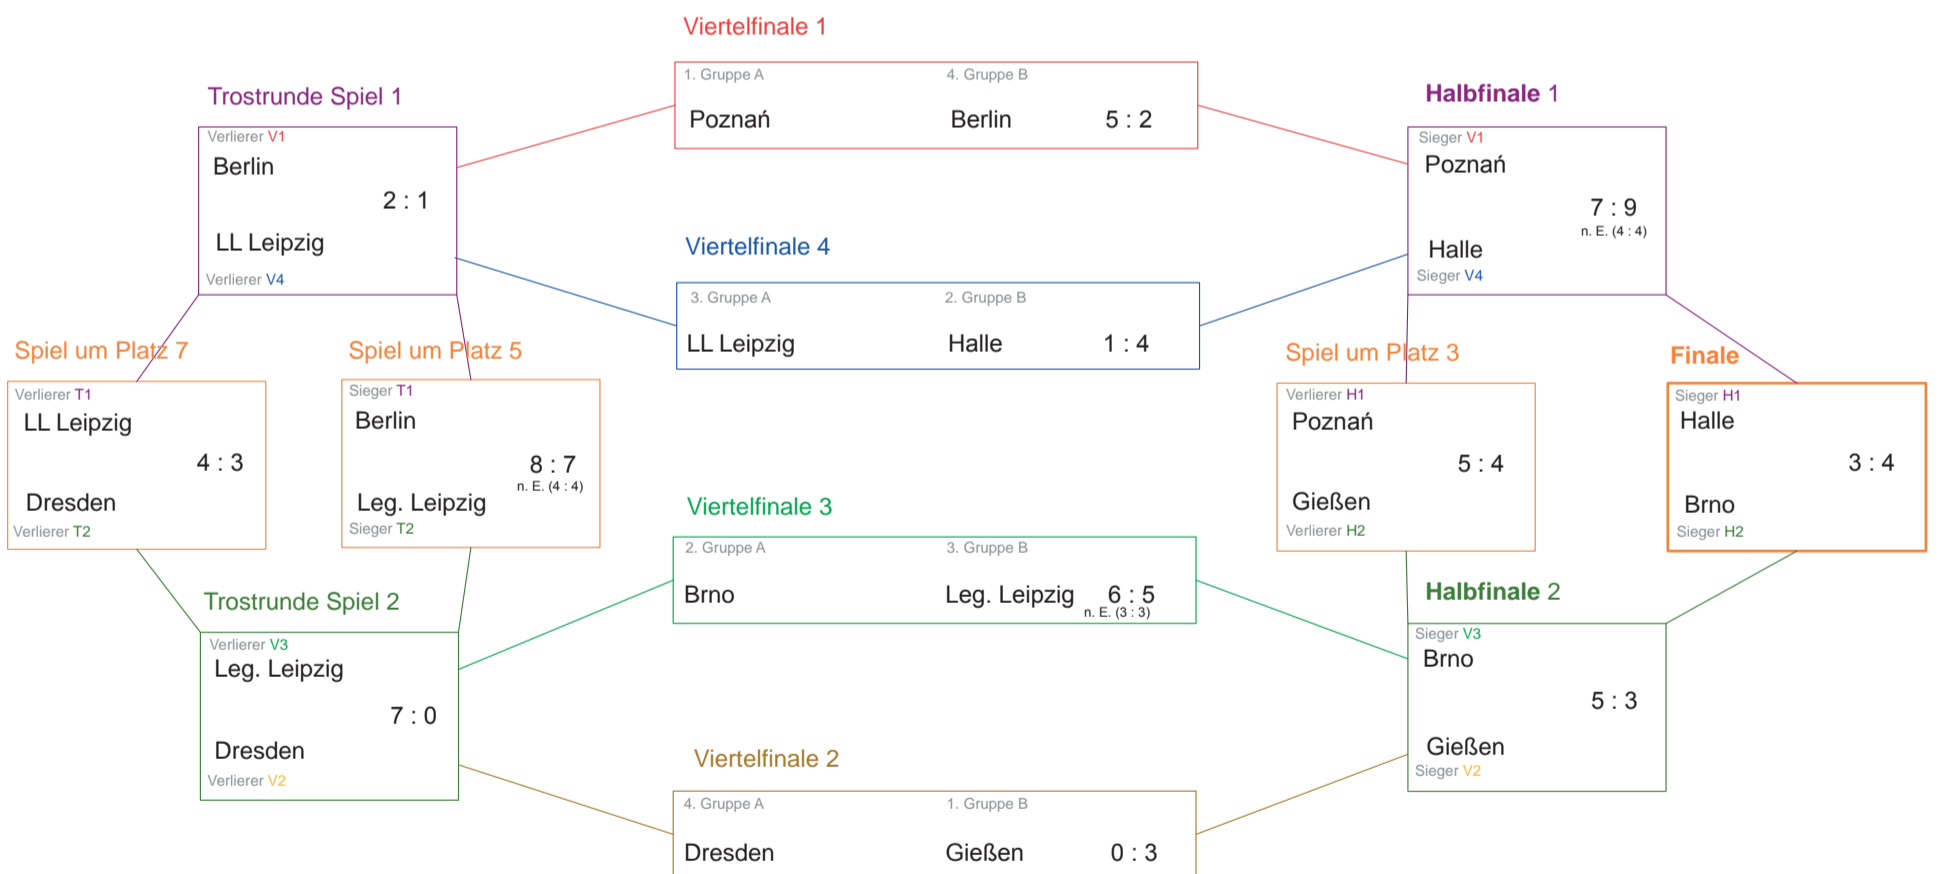 Viertelfinale 1
1. Gruppe A 4. Gruppe B
Poznań Berlin 5 : 2
Trostrunde Spiel 1
Verlierer V1
Berlin
2 : 1
LL Leipzig
Verlierer V4
Halbfinale 1
Sieger V1
Poznań
7 : 9
n. E. (4 : 4)
Halle
Sieger V4
Viertelfinale 4
3. Gruppe A 2. Gruppe B
LL Leipzig Halle 1 : 4
Spiel um Platz 7
Verlierer T1
LL Leipzig
4 : 3
Dresden
Verlierer T2
Spiel um Platz 5
Sieger T1
Berlin
8 : 7
n. E. (4 : 4)
Leg. Leipzig
Sieger T2
Spiel um Platz 3
Verlierer H1
Poznań
5 : 4
Gießen
Verlierer H2
Finale
Sieger H1
Halle
3 : 4
Brno
Sieger H2
Viertelfinale 3
2. Gruppe A 3. Gruppe B
Brno Leg. Leipzig 6 : 5
n. E. (3 : 3)
Trostrunde Spiel 2
Verlierer V3
Leg. Leipzig
7 : 0
Dresden
Verlierer V2
Halbfinale 2
Sieger V3
Brno
5 : 3
Gießen
Sieger V2
Viertelfinale 2
4. Gruppe A 1. Gruppe B
Dresden Gießen 0 : 3